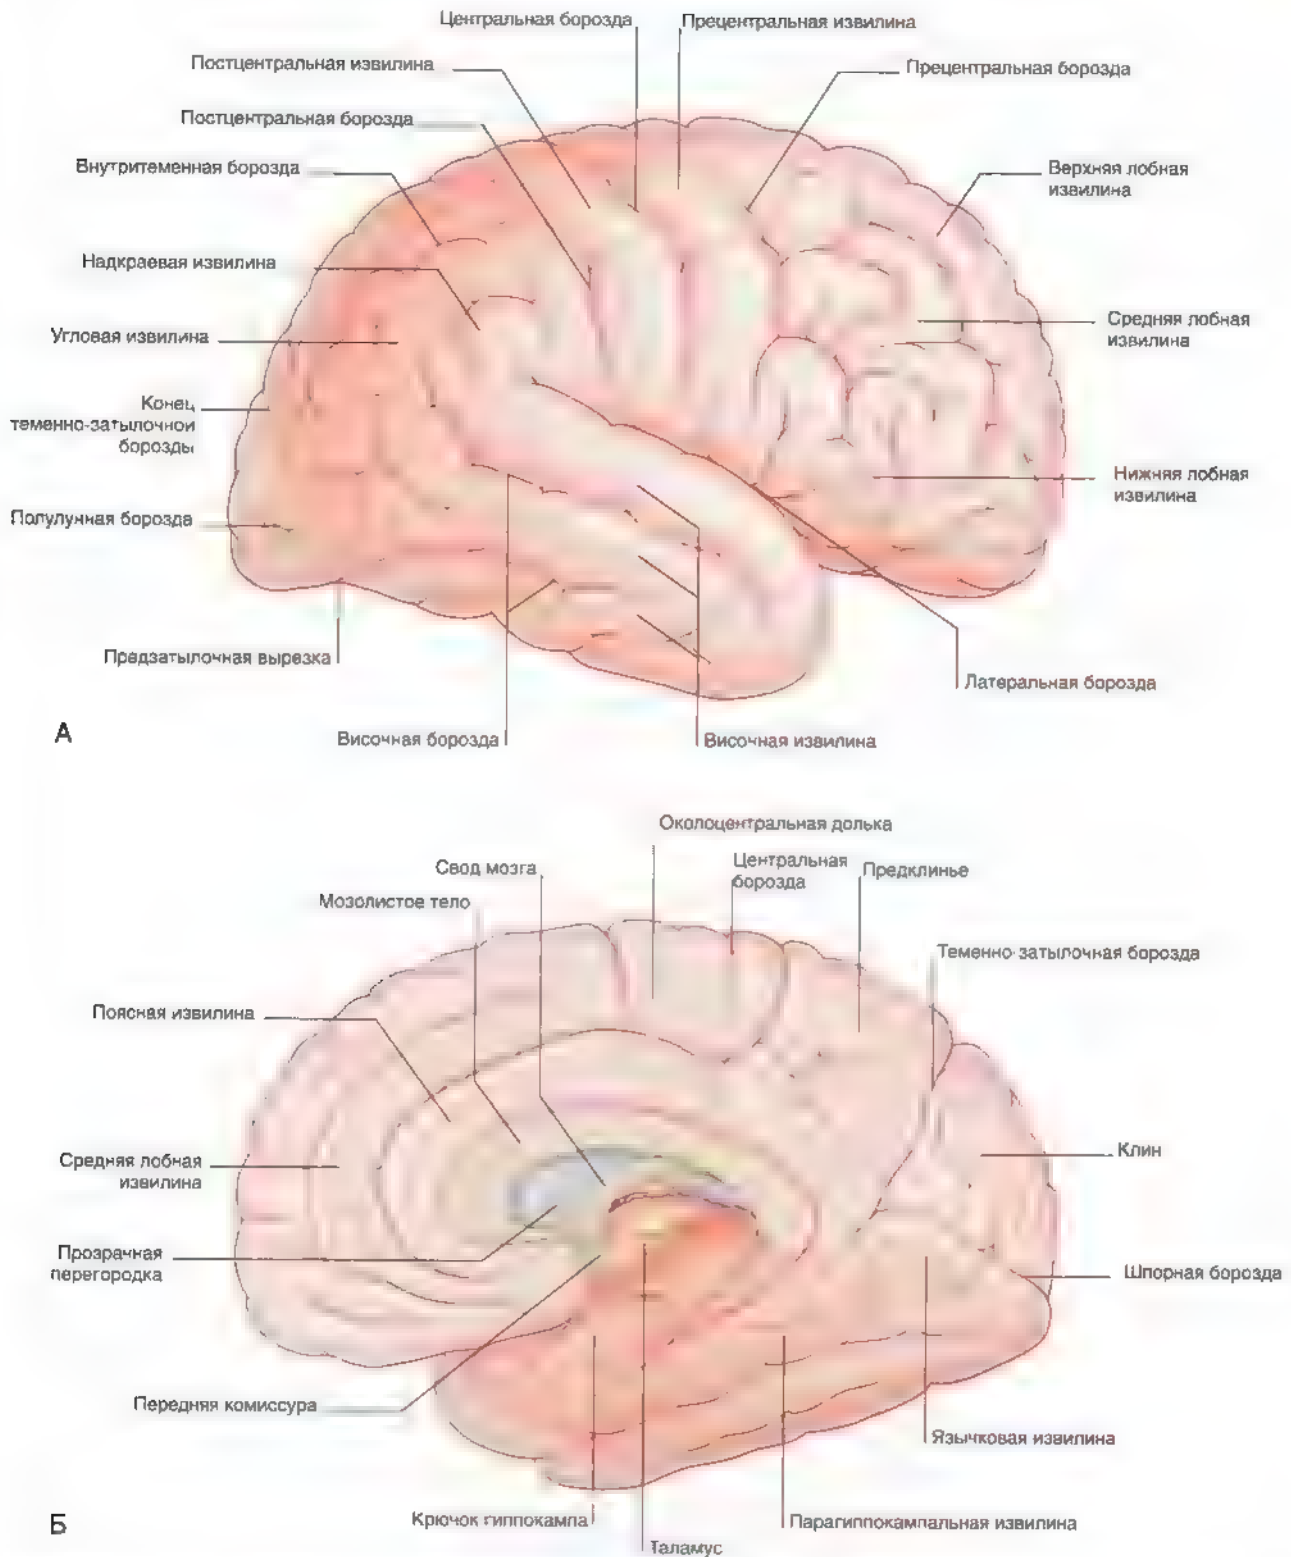 Центральная борозда
Прецентральная извилина
Постцентральная извилина
Прецентральная борозда
Постцентральная борозда
Внутритеменная борозда
Верхняя лобная
извилина
Надкраевая извилина
Угловая извилина
Средняя лобная
извилина
Конец
теменно-затылочной
борозды
Нижняя лобная
извилина
Полулунная борозда
Предзатылочная вырезка
Латеральная борозда
А
Височная борозда
Височная извилина
Околоцентральная долька
Свод мозга
Центральная
борозда
Предклинье
Мозолистое тело
Теменно-затылочная борозда
Поясная извилина
Средняя лобная
извилина
Клин
Прозрачная
перегородка
Шпорная борозда
Передняя комиссура
Язычковая извилина
Б
Крючок гиппокампа
Парагиппокампальная извилина
Таламус